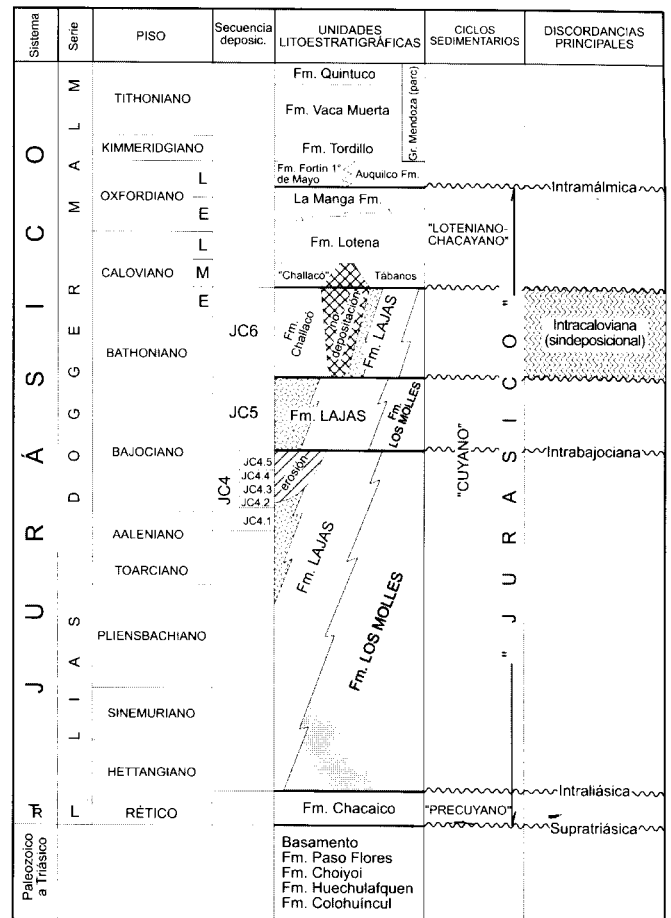 Sistema
Serie
PISO
Secuencia
deposic.
UNIDADES
LITOESTRATIGRÁFICAS
CICLOS
SEDIMENTARIOS
DISCORDANCIAS
PRINCIPALES
JURÁSICO
MALM
DOGGER
LIAS
TITHONIANO
KIMMERIDGIANO
OXFORDIANO
L
E
CALOVIANO
L
M
E
BATHONIANO
BAJOCIANO
AALENIANO
TOARCIANO
PLIENSBACHIANO
SINEMURIANO
HETTANGIANO
TR
L
RÉTICO
Paleozoico
a Triásico
JC6
JC5
JC4
JC4.5
JC4.4
JC4.3
JC4.2
JC4.1
Fm. Quintuco
Fm. Vaca Muerta
Fm. Tordillo
Gr. Mendoza (parc)
Fm. Fortín 1°
de Mayo
Auquilco Fm.
La Manga Fm.
Fm. Lotena
"Challacó"
Tábanos
Fm.
Challacó
no-
depositación
Fm. LAJAS
Fm. LAJAS
Fm.
LOS MOLLES
erosión
Fm. LAJAS
Fm. LOS MOLLES
Fm. Chacaico
Basamento
Fm. Paso Flores
Fm. Choiyoi
Fm. Huechulafquen
Fm. Colohuíncul
"LOTENIANO-
CHACAYANO"
"CUYANO"
"JURASICO"
"PRECUYANO"
Intramálmica
Intracaloviana
(sindeposicional)
Intrabajociana
Intraliásica
Supratriásica